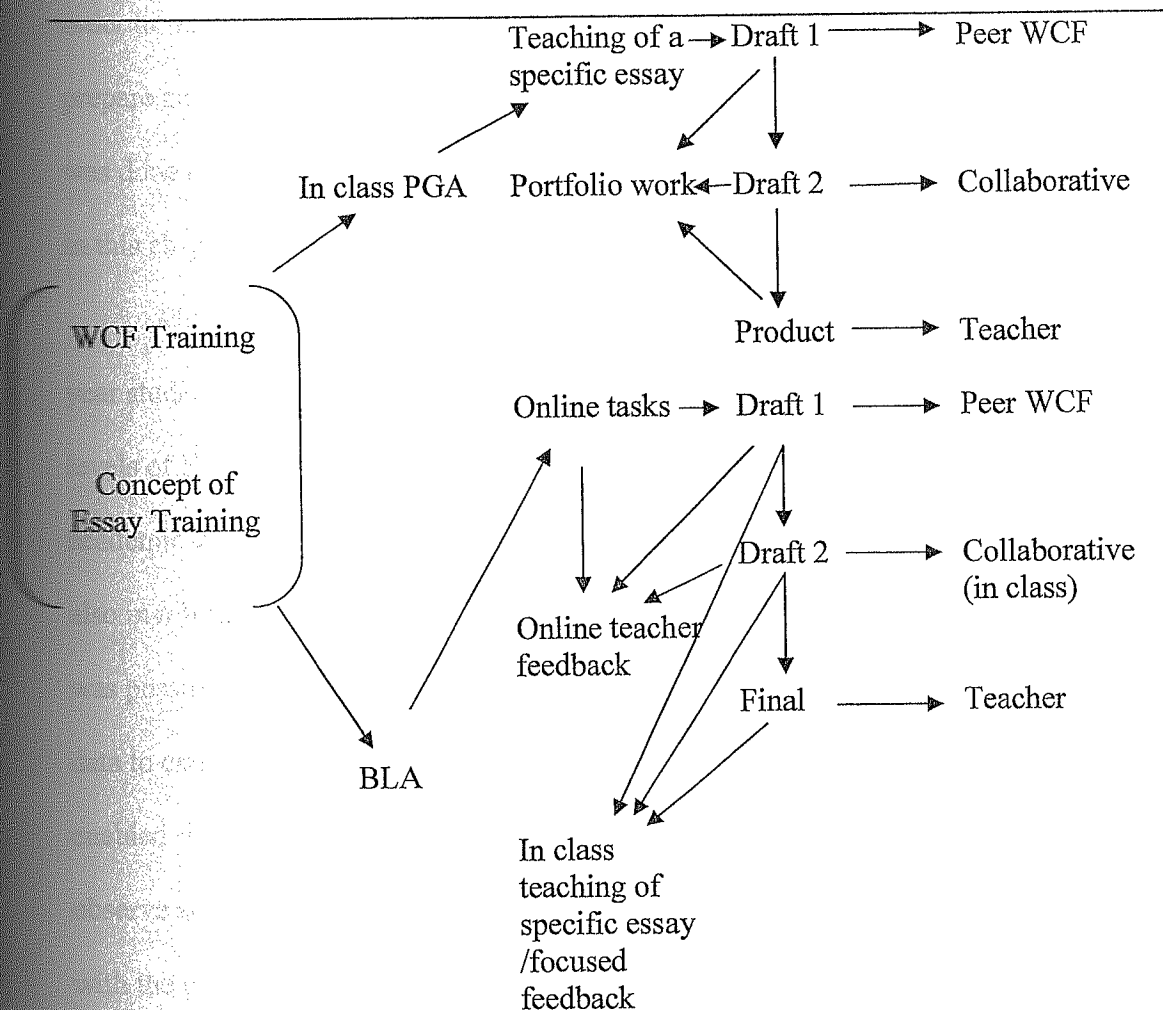 Teaching of a Draft 1 Peer WCF
specific essay
In class PGA Portfolio work Draft 2 Collaborative
WCF Training
Product Teacher
Online tasks Draft 1 Peer WCF
Concept of
Essay Training
Draft 2 Collaborative
(in class)
Online teacher
feedback
Final Teacher
BLA
In class
teaching of
specific essay
/focused
feedback